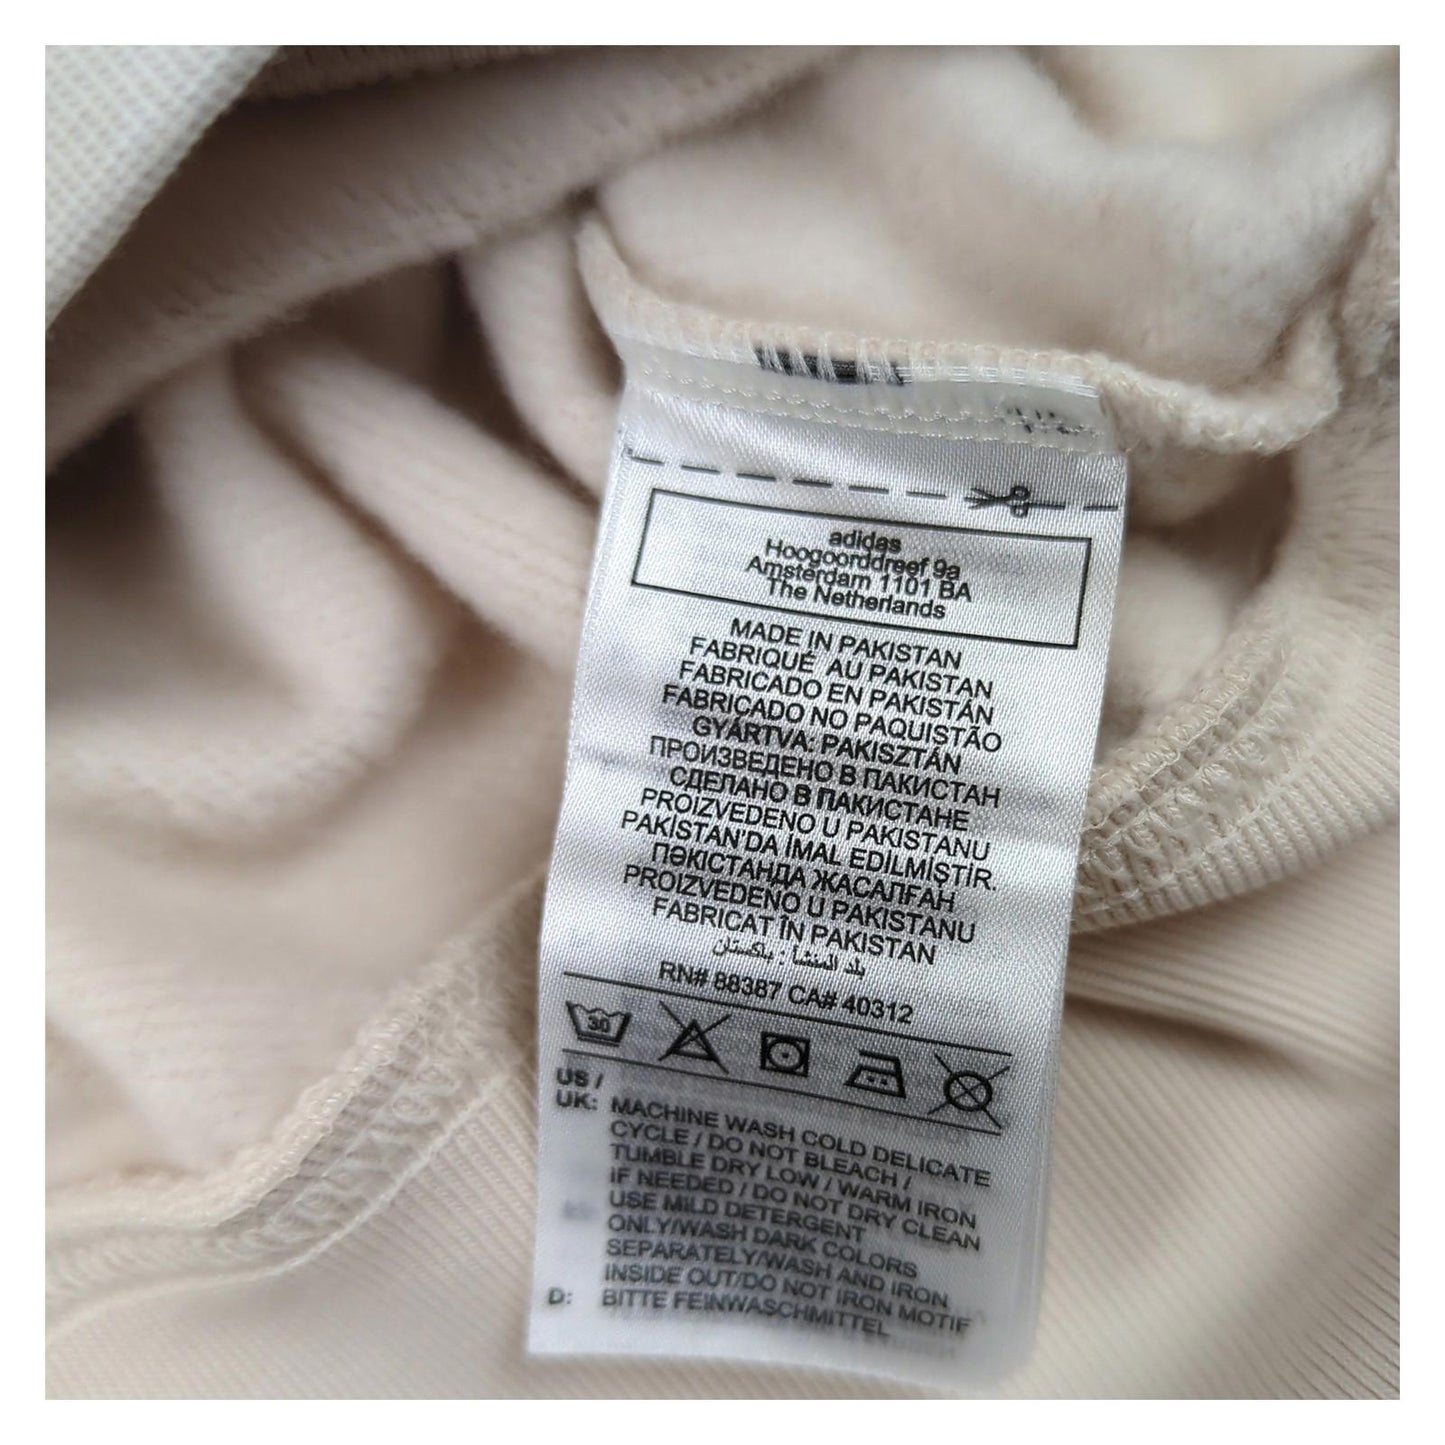 adidas
Hoogoorddreef 9a
Amsterdam 1101 BA
The Netherlands
MADE IN PAKISTAN
FABRIQUÉ AU PAKISTAN
FABRICADO EN PAKISTÁN
FABRICADO NO PAQUISTÃO
GYÁRTVA: PAKISZTÁN
ПРОИЗВЕДЕНО В ПАКИСТАН
СДЕЛАНО В ПАКИСТАНЕ
PROIZVEDENO U PAKISTANU
PAKİSTAN'DA İMAL EDİLMİŞTİR.
ПӘКІСТАНДА ЖАСАЛҒАН
PROIZVEDENO U PAKISTANU
FABRICAT ÎN PAKISTAN
بلد المنشأ : باكستان
RN# 88387 CA# 40312
30
US /
UK: MACHINE WASH COLD DELICATE
CYCLE / DO NOT BLEACH /
TUMBLE DRY LOW / WARM IRON
IF NEEDED / DO NOT DRY CLEAN
USE MILD DETERGENT
ONLY/WASH DARK COLORS
SEPARATELY/WASH AND IRON
INSIDE OUT/DO NOT IRON MOTIF
D: BITTE FEINWASCHMITTEL